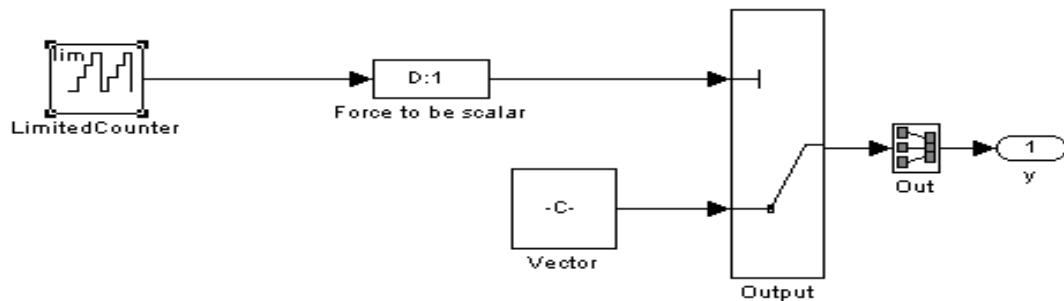 lim
LimitedCounter
D:1
Force to be scalar
-C-
Vector
Output
Out
1
y